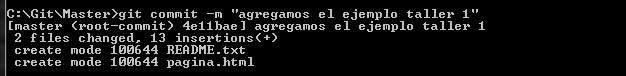 C:\Git\Master>git commit -m "agregamos el ejemplo taller 1"
[master (root-commit) 4e11bae] agregamos el ejemplo taller 1
 2 files changed, 13 insertions(+)
 create mode 100644 README.txt
 create mode 100644 pagina.html